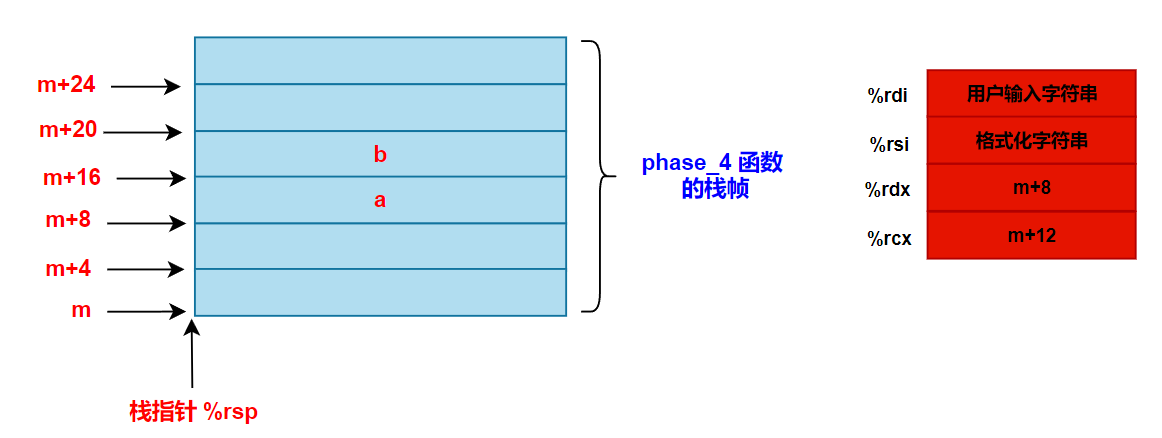 m+24
m+20
m+16
m+8
m+4
m
b
a
栈指针 %rsp
phase_4 函数
的栈帧
%rdi 用户输入字符串
%rsi 格式化字符串
%rdx m+8
%rcx m+12